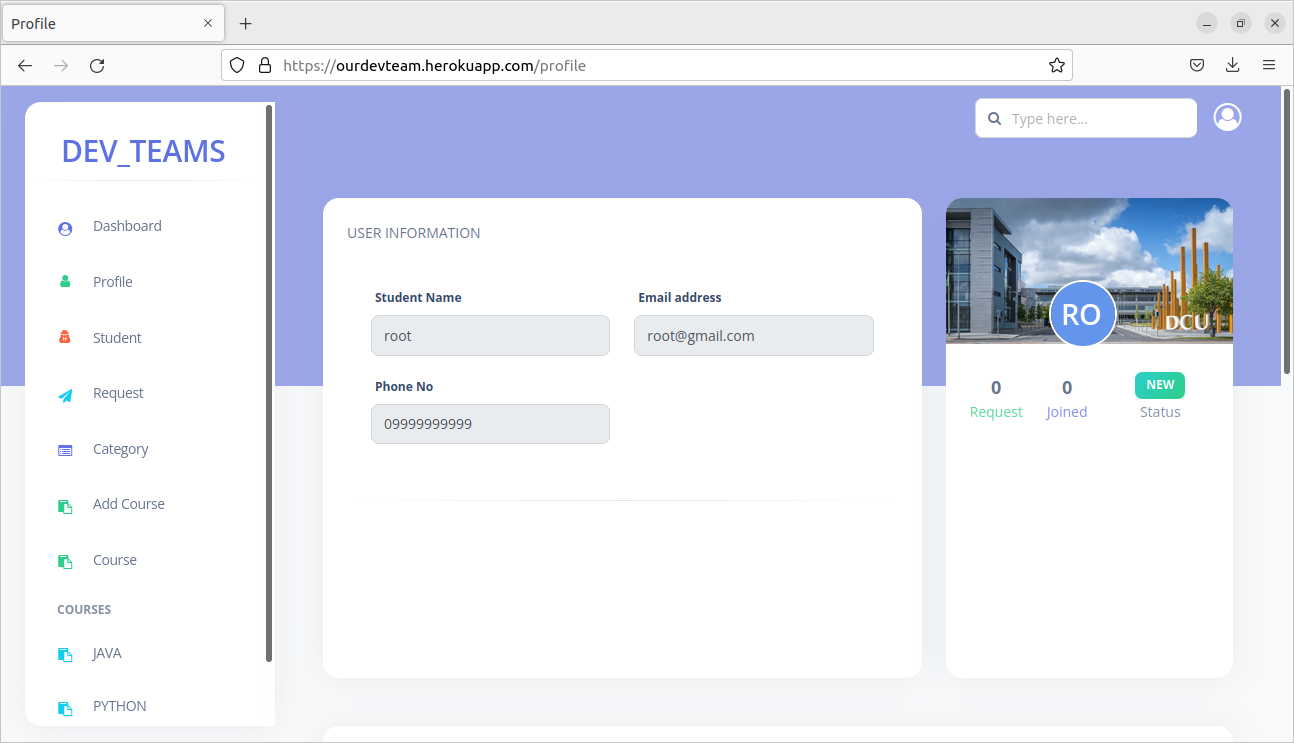 Profile
https://ourdevteam.herokuapp.com/profile
DEV_TEAMS
Dashboard
Profile
Student
Request
Category
Add Course
Course
COURSES
JAVA
PYTHON
Type here...
USER INFORMATION
Student Name
Email address
root
root@gmail.com
Phone No
09999999999
DCU
RO
0
0
NEW
Request
Joined
Status